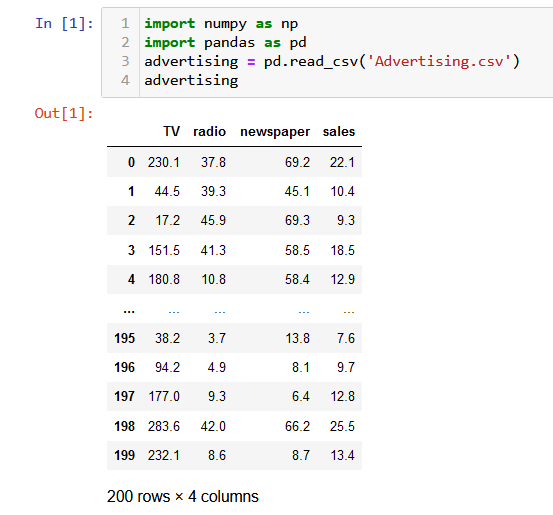 In [1]: 1 import numpy as np
2 import pandas as pd
3 advertising = pd.read_csv('Advertising.csv')
4 advertising
Out[1]:
TV radio newspaper sales
0 230.1 37.8 69.2 22.1
1 44.5 39.3 45.1 10.4
2 17.2 45.9 69.3 9.3
3 151.5 41.3 58.5 18.5
4 180.8 10.8 58.4 12.9
... ... ... ... ...
195 38.2 3.7 13.8 7.6
196 94.2 4.9 8.1 9.7
197 177.0 9.3 6.4 12.8
198 283.6 42.0 66.2 25.5
199 232.1 8.6 8.7 13.4
200 rows × 4 columns